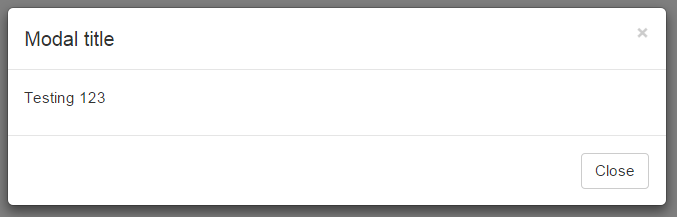 Modal title
×
Testing 123
Close